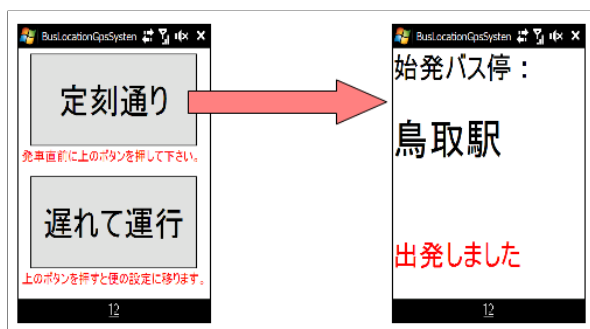 BusLocationGpsSysten
定刻通り
発車直前に上のボタンを押して下さい。
遅れて運行
上のボタンを押すと便の設定に移ります。
12
BusLocationGpsSysten
始発バス停：
鳥取駅
出発しました
12